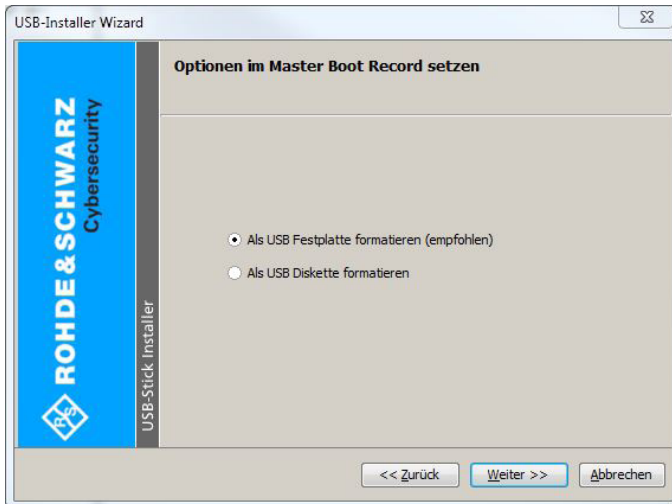 USB-Installer Wizard
Optionen im Master Boot Record setzen
ROHDE & SCHWARZ
Cybersecurity
R&S
USB-Stick Installer
Als USB Festplatte formatieren (empfohlen)
Als USB Diskette formatieren
<< Zurück
Weiter >>
Abbrechen